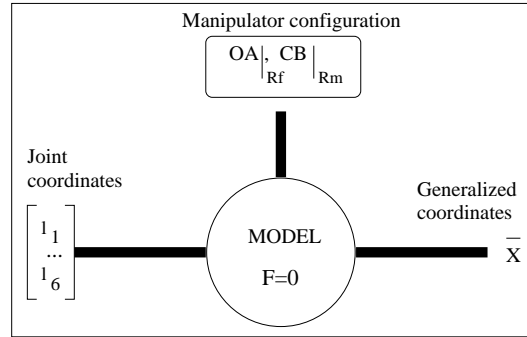 Manipulator configuration
OA|Rf, CB |Rm
Joint
coordinates
Generalized
coordinates
l1
...
l6
MODEL
F=0
X̄